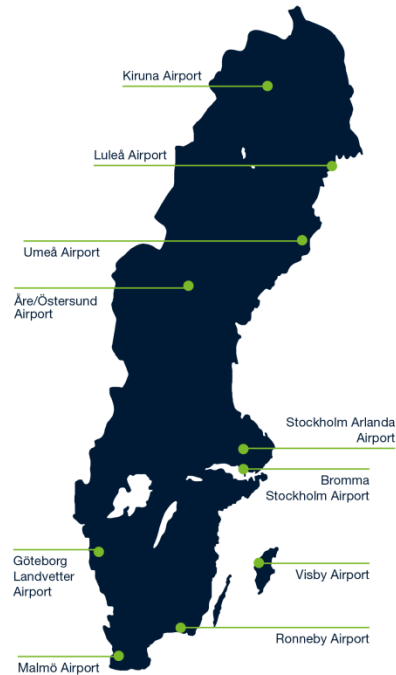 Kiruna Airport
Luleå Airport
Umeå Airport
Åre/Östersund
Airport
Stockholm Arlanda
Airport
Bromma
Stockholm Airport
Göteborg
Landvetter
Airport
Visby Airport
Ronneby Airport
Malmö Airport